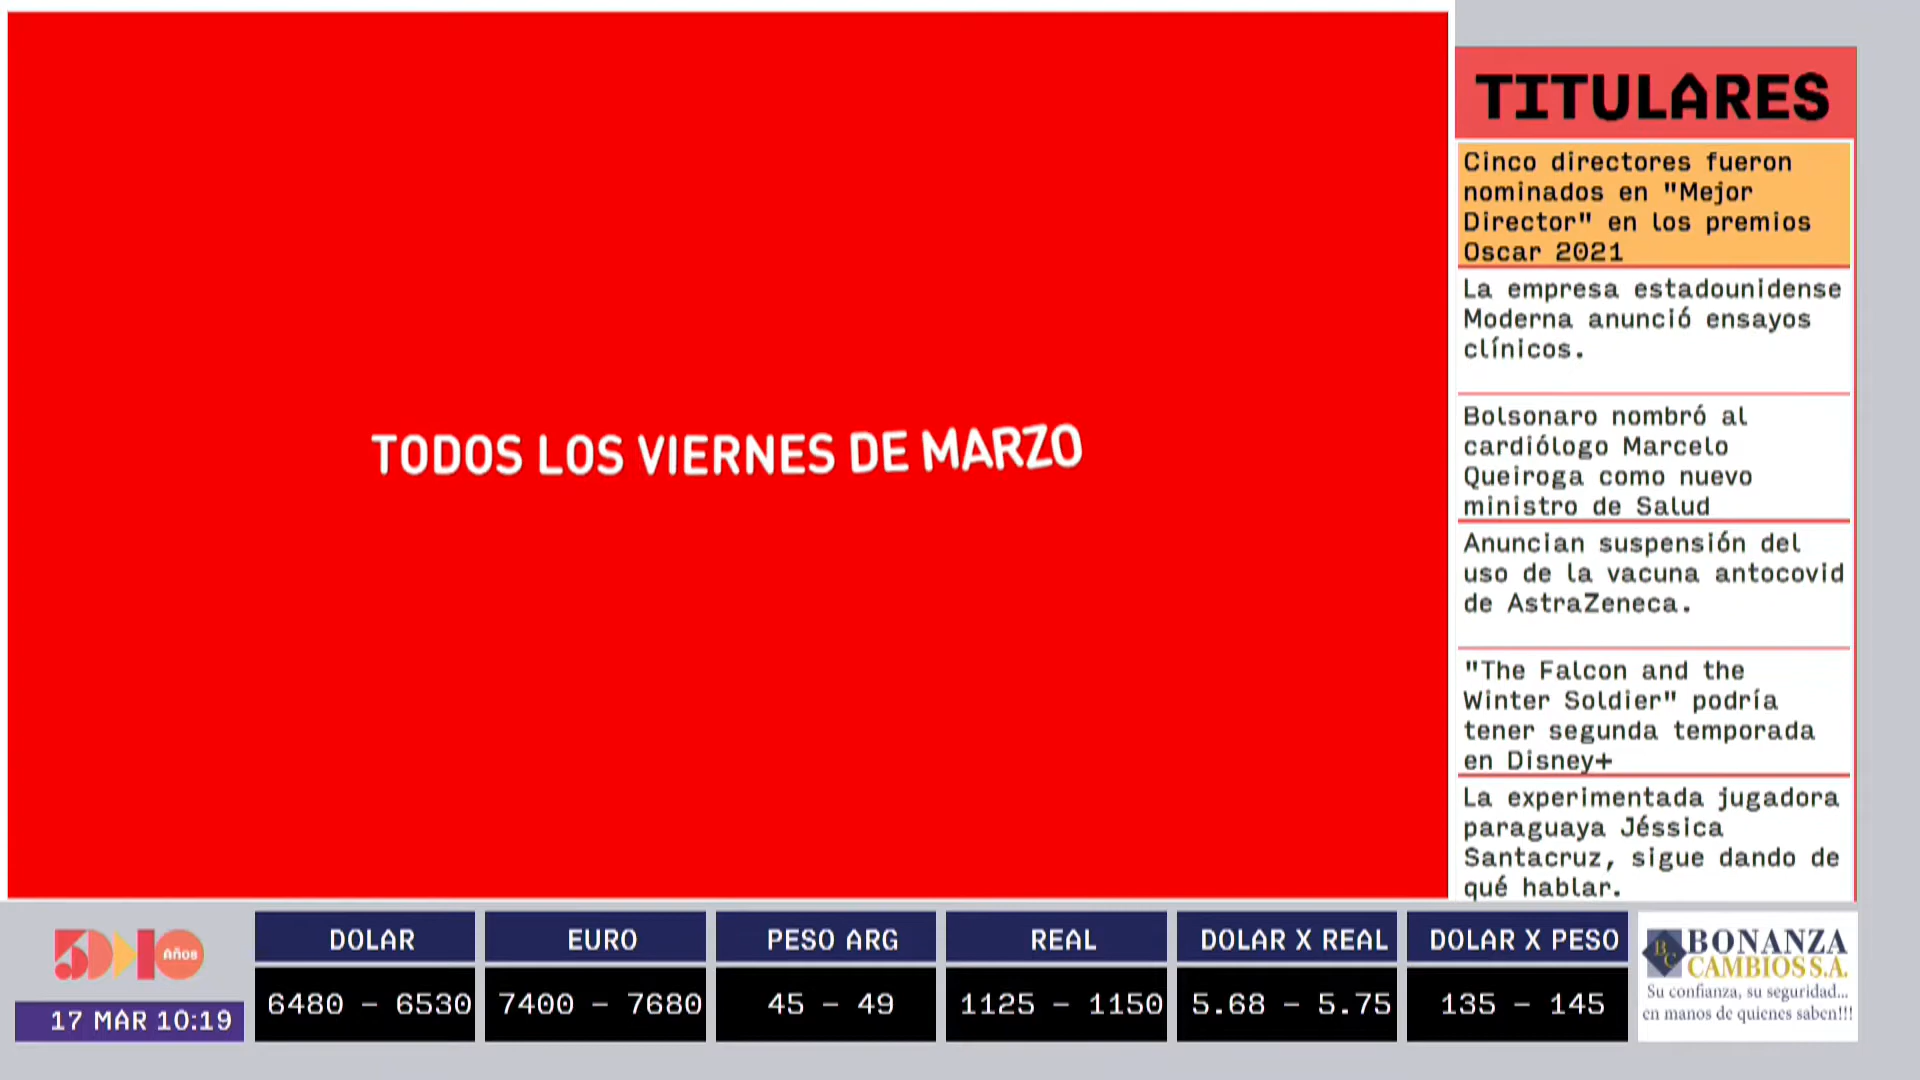 TODOS LOS VIERNES DE MARZO
TITULARES
Cinco directores fueron
nominados en "Mejor
Director" en los premios
Oscar 2021
La empresa estadounidense
Moderna anunció ensayos
clínicos.
Bolsonaro nombró al
cardiólogo Marcelo
Queiroga como nuevo
ministro de Salud
Anuncian suspensión del
uso de la vacuna antocovid
de AstraZeneca.
"The Falcon and the
Winter Soldier" podría
tener segunda temporada
en Disney+
La experimentada jugadora
paraguaya Jéssica
Santacruz, sigue dando de
qué hablar.
Años
17 MAR 10:19
DOLAR
6480 - 6530
EURO
7400 - 7680
PESO ARG
45 - 49
REAL
1125 - 1150
DOLAR X REAL
5.68 - 5.75
DOLAR X PESO
135 - 145
BC
BONANZA
CAMBIOS S.A.
Su confianza, su seguridad...
en manos de quienes saben!!!